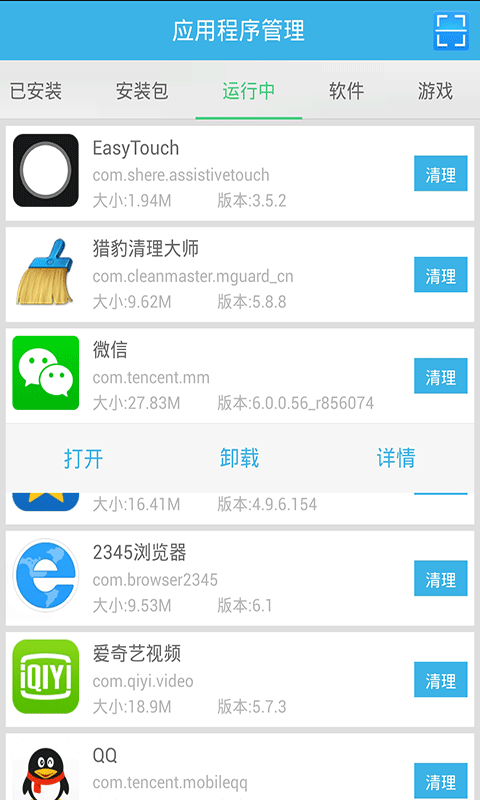 应用程序管理
已安装 安装包 运行中 软件 游戏
EasyTouch
com.shere.assistivetouch
大小:1.94M 版本:3.5.2
清理
猎豹清理大师
com.cleanmaster.mguard_cn
大小:9.62M 版本:5.8.8
清理
微信
com.tencent.mm
大小:27.83M 版本:6.0.0.56_r856074
清理
打开 卸载 详情
大小:16.41M 版本:4.9.6.154
2345浏览器
com.browser2345
大小:9.53M 版本:6.1
清理
iQIYI
爱奇艺视频
com.qiyi.video
大小:18.9M 版本:5.7.3
清理
QQ
com.tencent.mobileqq
清理